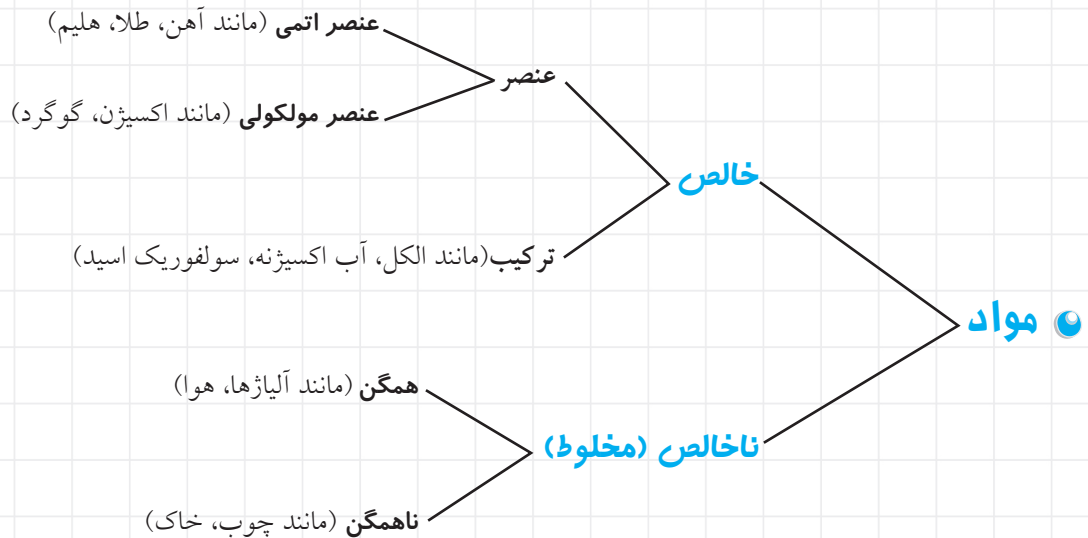 مواد
خالص
عنصر
عنصر اتمی (مانند آهن، طلا، هلیم)
عنصر مولکولی (مانند اکسیژن، گوگرد)
ترکیب(مانند الکل، آب اکسیژنه، سولفوریک اسید)
ناخالص (مخلوط)
همگن (مانند آلیاژها، هوا)
ناهمگن (مانند چوب، خاک)